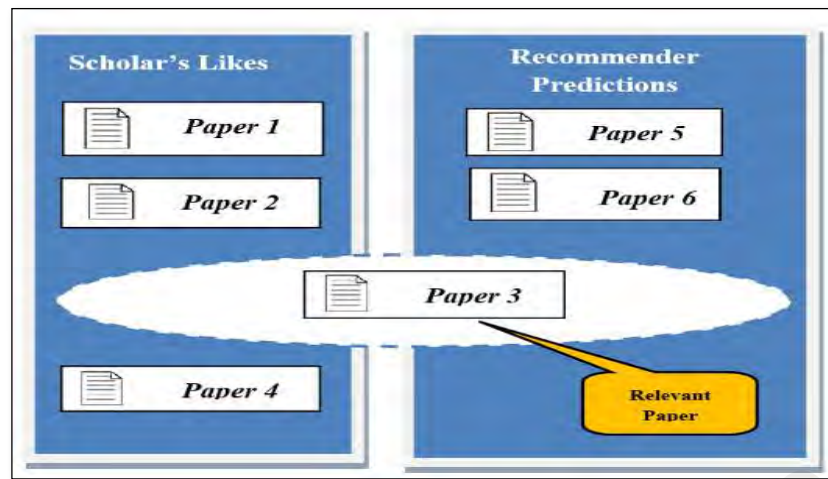 Scholar's Likes
Paper 1
Paper 2
Recommender
Predictions
Paper 5
Paper 6
Paper 3
Paper 4
Relevant
Paper